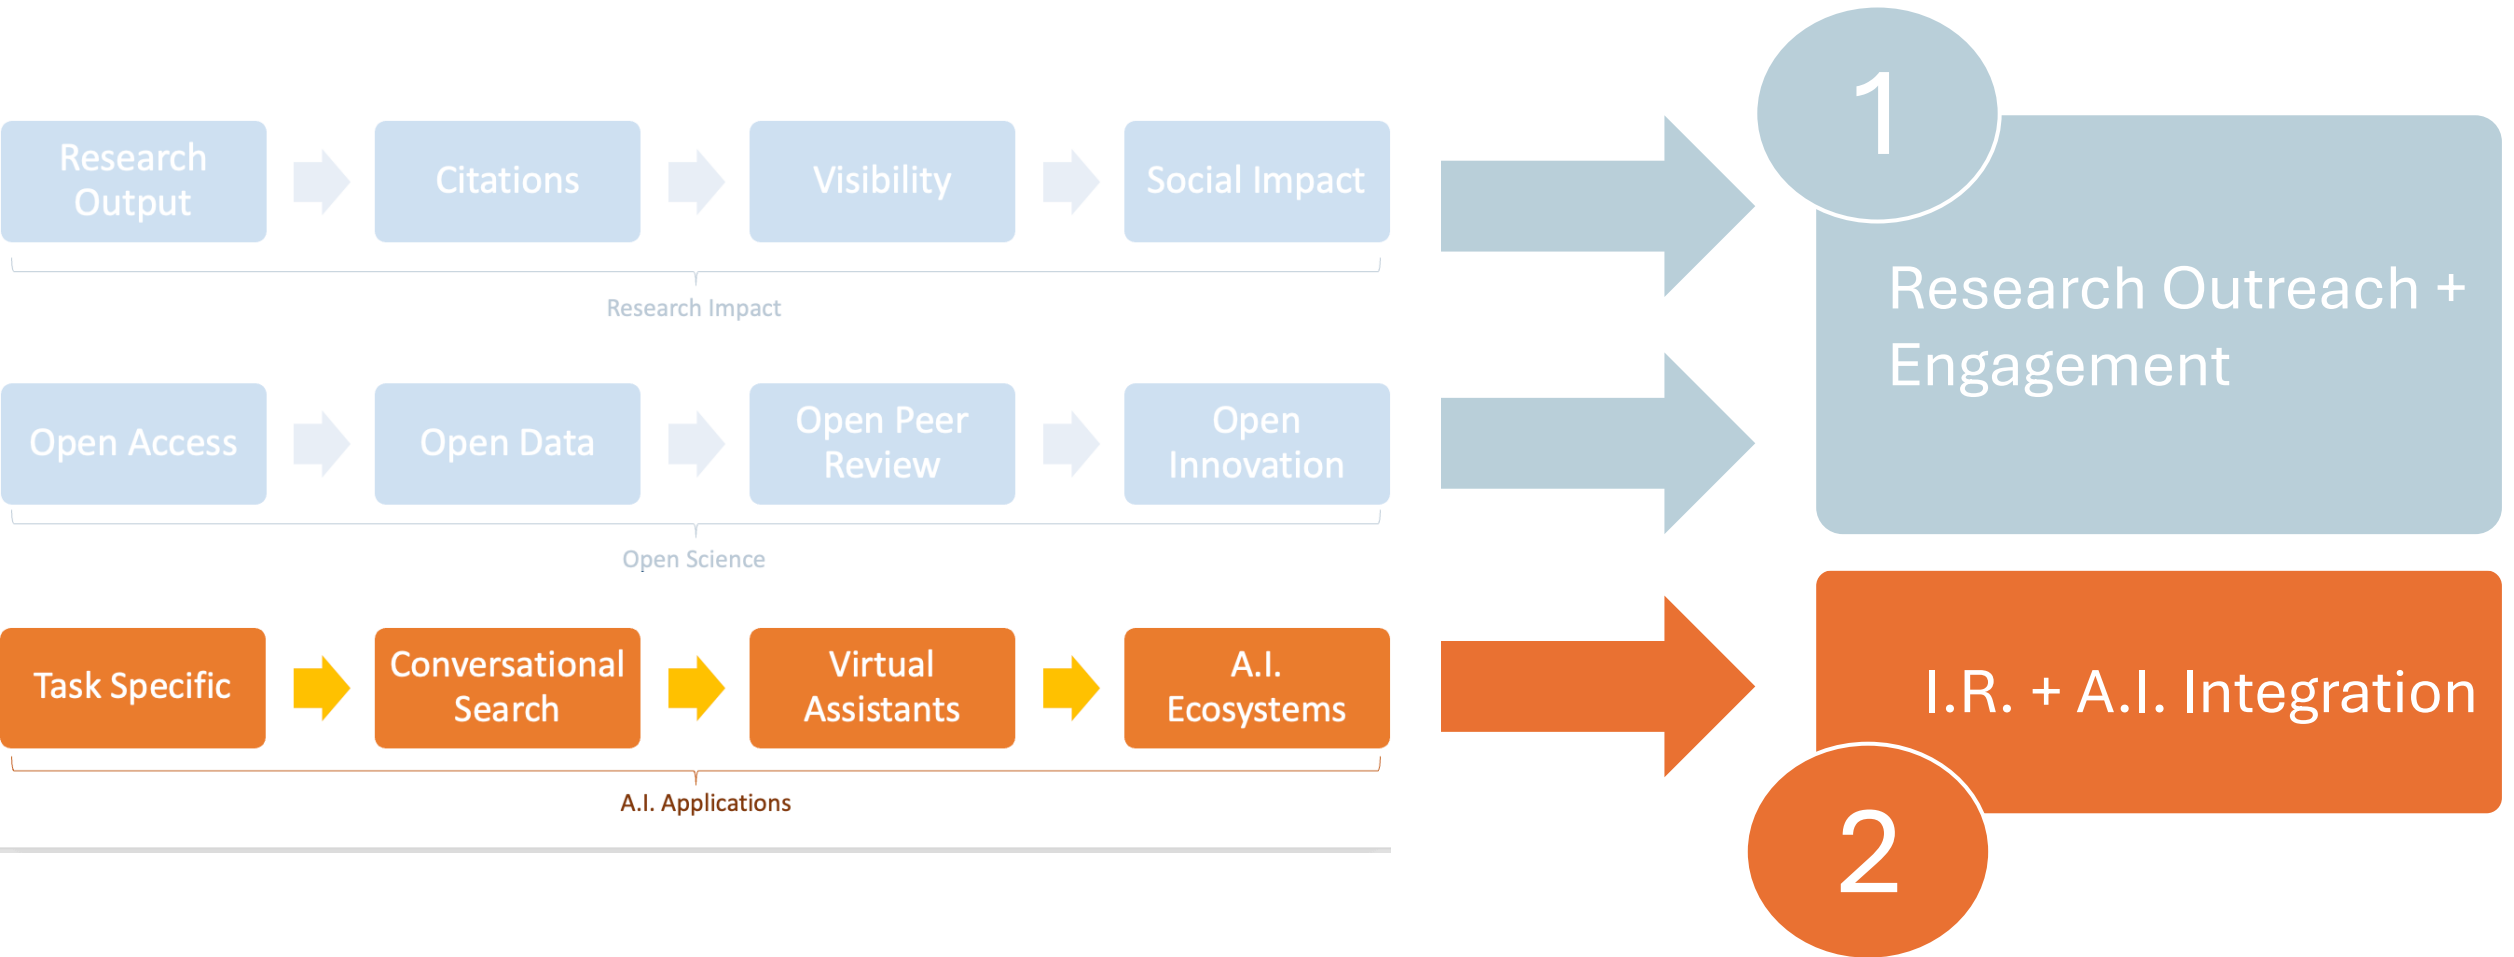 1
Research
Output
Citations
Visibility
Social Impact
Research Impact
Research Outreach +
Engagement
Open Access
Open Data
Open Peer
Review
Open
Innovation
Open Science
Task Specific
Conversational
Search
Virtual
Assistants
A.I.
Ecosystems
A.I. Applications
I.R. + A.I. Integration
2